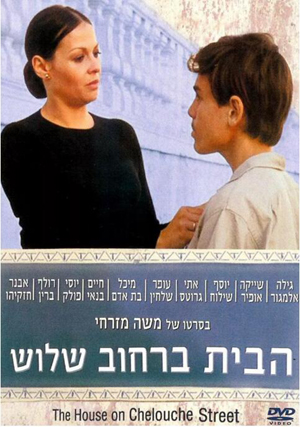 גילה שייקה יוסף אתי עופר מיכל חיים יוסי רולף אבנר
אלמגור אופיר שילוח גרוטס שלחין בת אדם בנאי פולק ברין חזקיהו
בסרטו של משה מזרחי
הבית ברחוב שלוש
The House on Chelouche Street
DVD
VIDEO